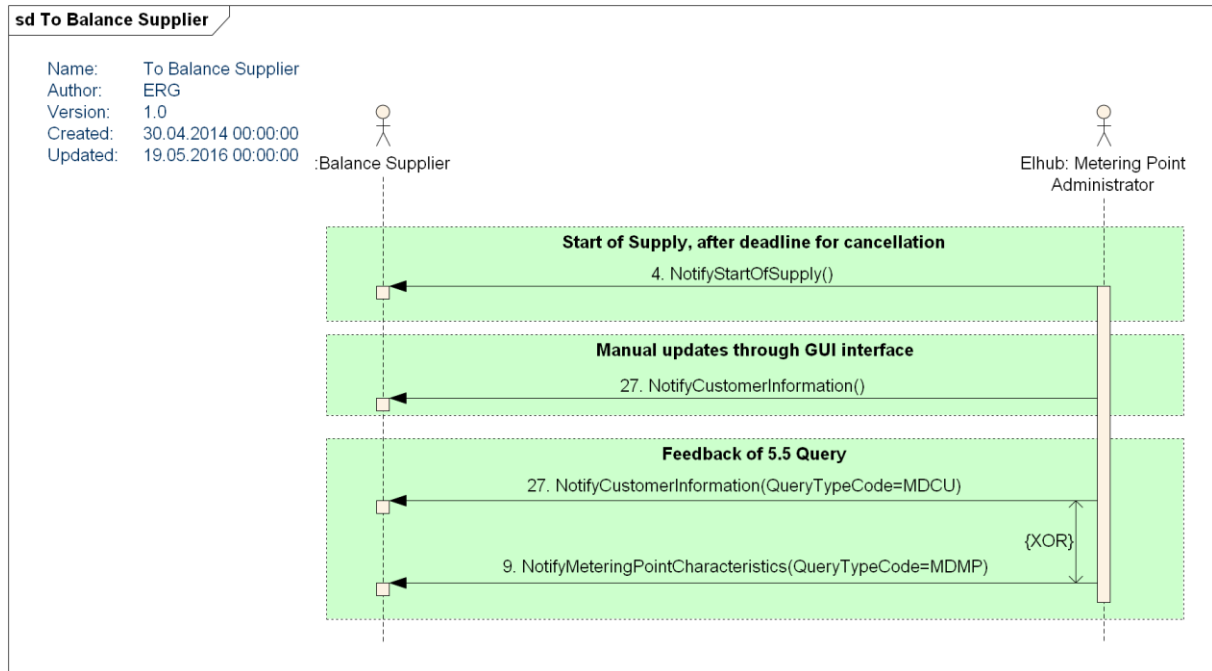 sd To Balance Supplier
Name: To Balance Supplier
Author: ERG
Version: 1.0
Created: 30.04.2014 00:00:00
Updated: 19.05.2016 00:00:00
:Balance Supplier
Elhub: Metering Point
Administrator
Start of Supply, after deadline for cancellation
4. NotifyStartOfSupply()
Manual updates through GUI interface
27. NotifyCustomerInformation()
Feedback of 5.5 Query
27. NotifyCustomerInformation(QueryTypeCode=MDCU)
{XOR}
9. NotifyMeteringPointCharacteristics(QueryTypeCode=MDMP)